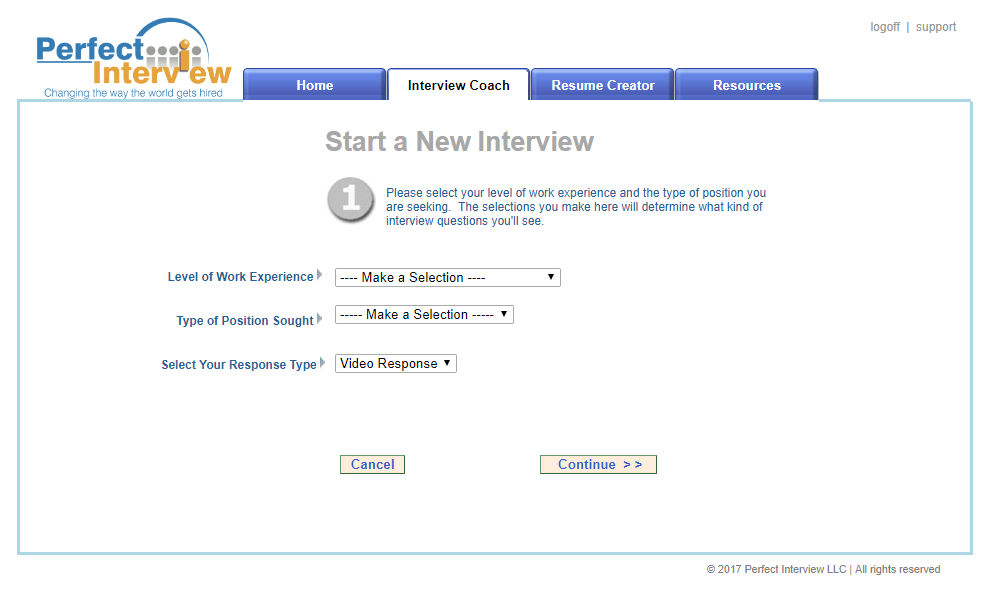 logoff | support
Perfect
Interview
Changing the way the world gets hired
Home
Interview Coach
Resume Creator
Resources
Start a New Interview
1
Please select your level of work experience and the type of position you
are seeking. The selections you make here will determine what kind of
interview questions you'll see.
Level of Work Experience
---- Make a Selection ----
Type of Position Sought
----- Make a Selection -----
Select Your Response Type
Video Response
Cancel
Continue >>
© 2017 Perfect Interview LLC | All rights reserved